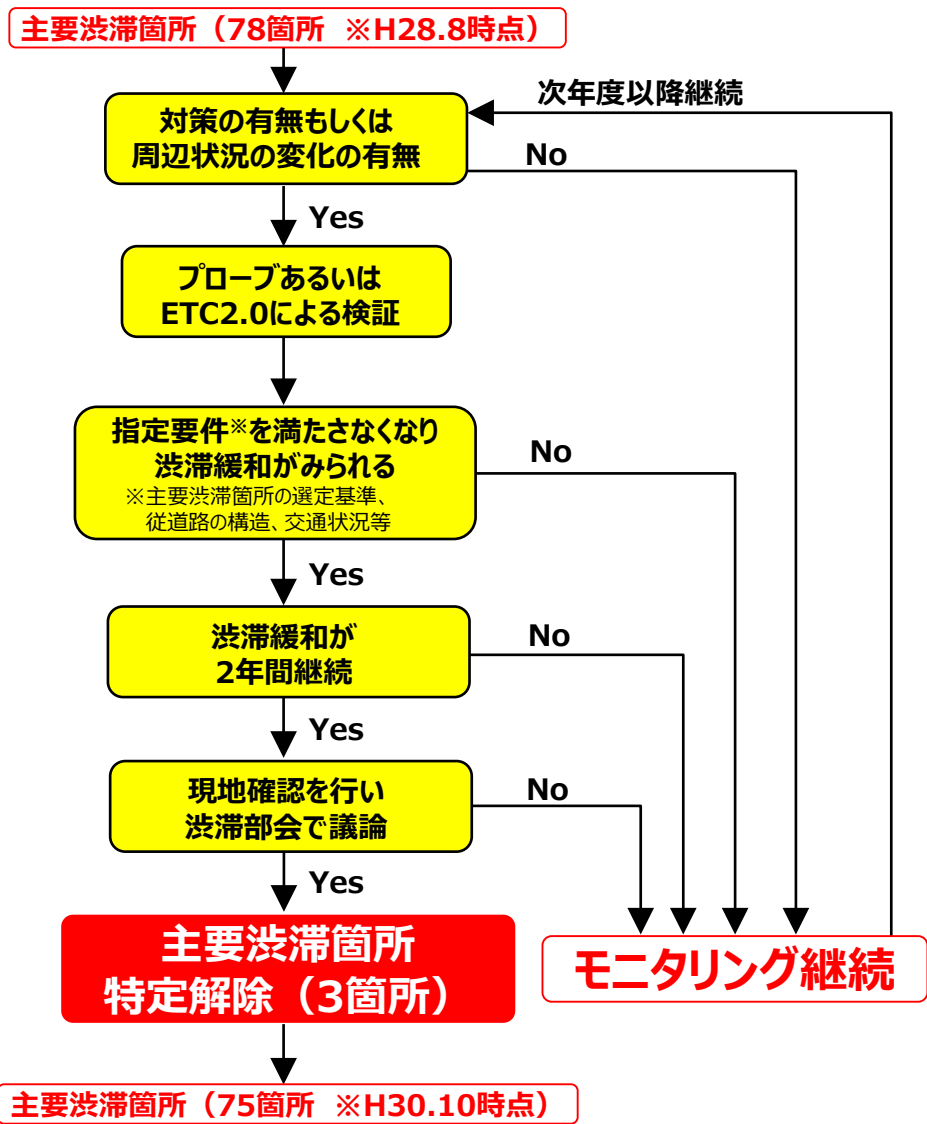 主要渋滞箇所（78箇所 ※H28.8時点）
次年度以降継続
対策の有無もしくは
周辺状況の変化の有無
No
Yes
プローブあるいは
ETC2.0による検証
指定要件※を満たさなくなり
渋滞緩和がみられる
※主要渋滞箇所の選定基準、
従道路の構造、交通状況等
No
Yes
渋滞緩和が
2年間継続
No
Yes
現地確認を行い
渋滞部会で議論
No
Yes
主要渋滞箇所
特定解除（3箇所）
モニタリング継続
主要渋滞箇所（75箇所 ※H30.10時点）